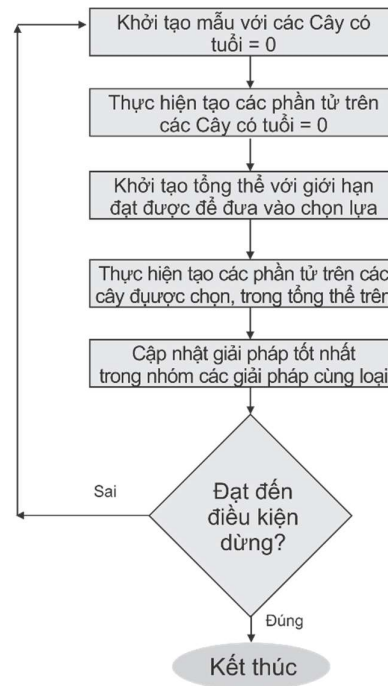 Khởi tạo mẫu với các Cây có
tuổi = 0
Thực hiện tạo các phần tử trên
các Cây có tuổi = 0
Khởi tạo tổng thể với giới hạn
đạt được để đưa vào chọn lựa
Thực hiện tạo các phần tử trên các
cây đụược chọn, trong tổng thể trên
Cập nhật giải pháp tốt nhất
trong nhóm các giải pháp cùng loại
Sai
Đạt đến
điều kiện
dừng?
Đúng
Kết thúc